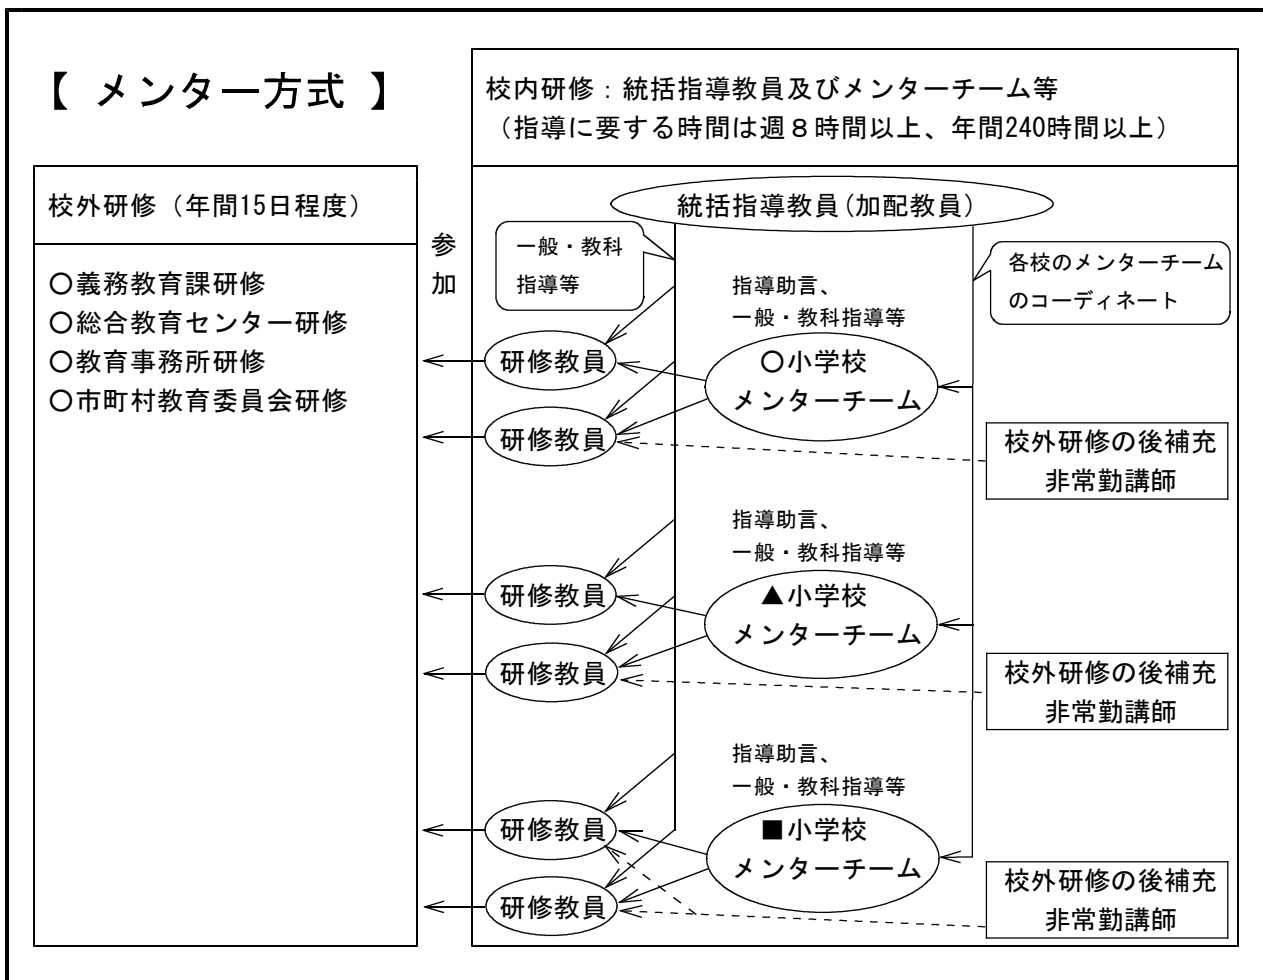 【 メンター方式 】
校内研修：統括指導教員及びメンターチーム等
（指導に要する時間は週８時間以上、年間240時間以上）
校外研修（年間15日程度）
○義務教育課研修
○総合教育センター研修
○教育事務所研修
○市町村教育委員会研修
参
加
統括指導教員(加配教員)
一般・教科
指導等
各校のメンターチーム
のコーディネート
指導助言、
一般・教科指導等
研修教員
○小学校
メンターチーム
研修教員
校外研修の後補充
非常勤講師
指導助言、
一般・教科指導等
研修教員
▲小学校
メンターチーム
研修教員
校外研修の後補充
非常勤講師
指導助言、
一般・教科指導等
研修教員
■小学校
メンターチーム
研修教員
校外研修の後補充
非常勤講師